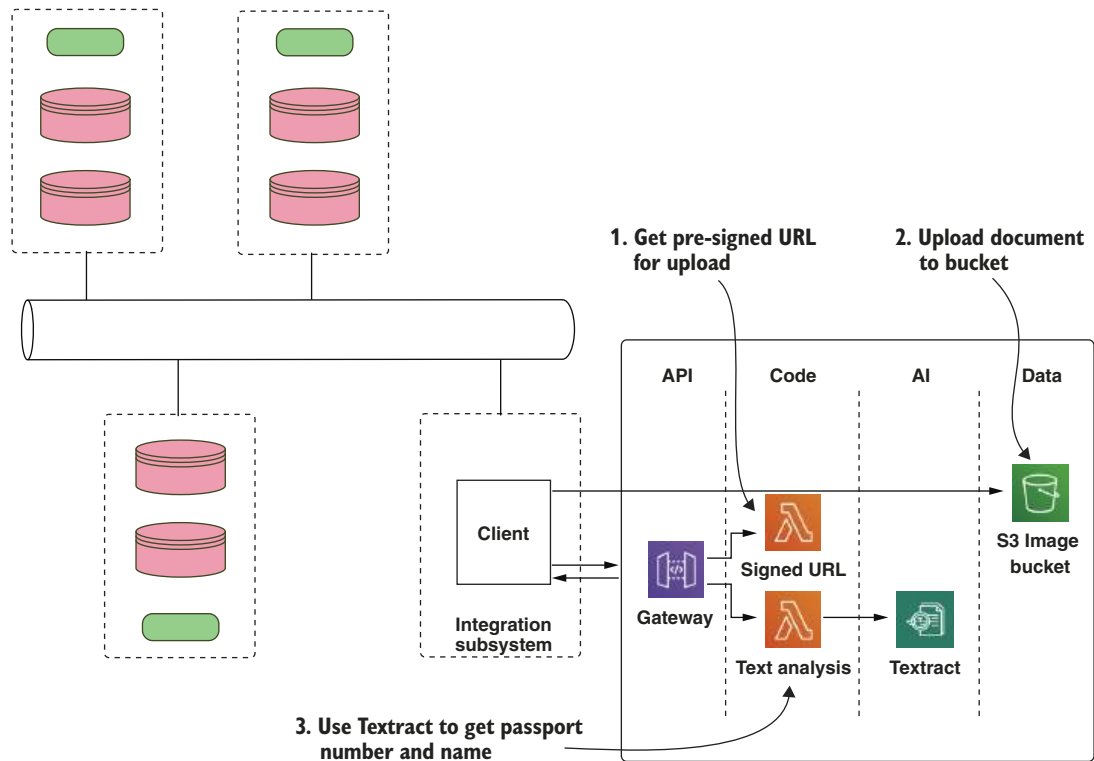 1. Get pre-signed URL
for upload
2. Upload document
to bucket
API
Code
AI
Data
Client
Signed URL
S3 Image
bucket
Gateway
Integration
subsystem
Text analysis
Textract
3. Use Textract to get passport
number and name